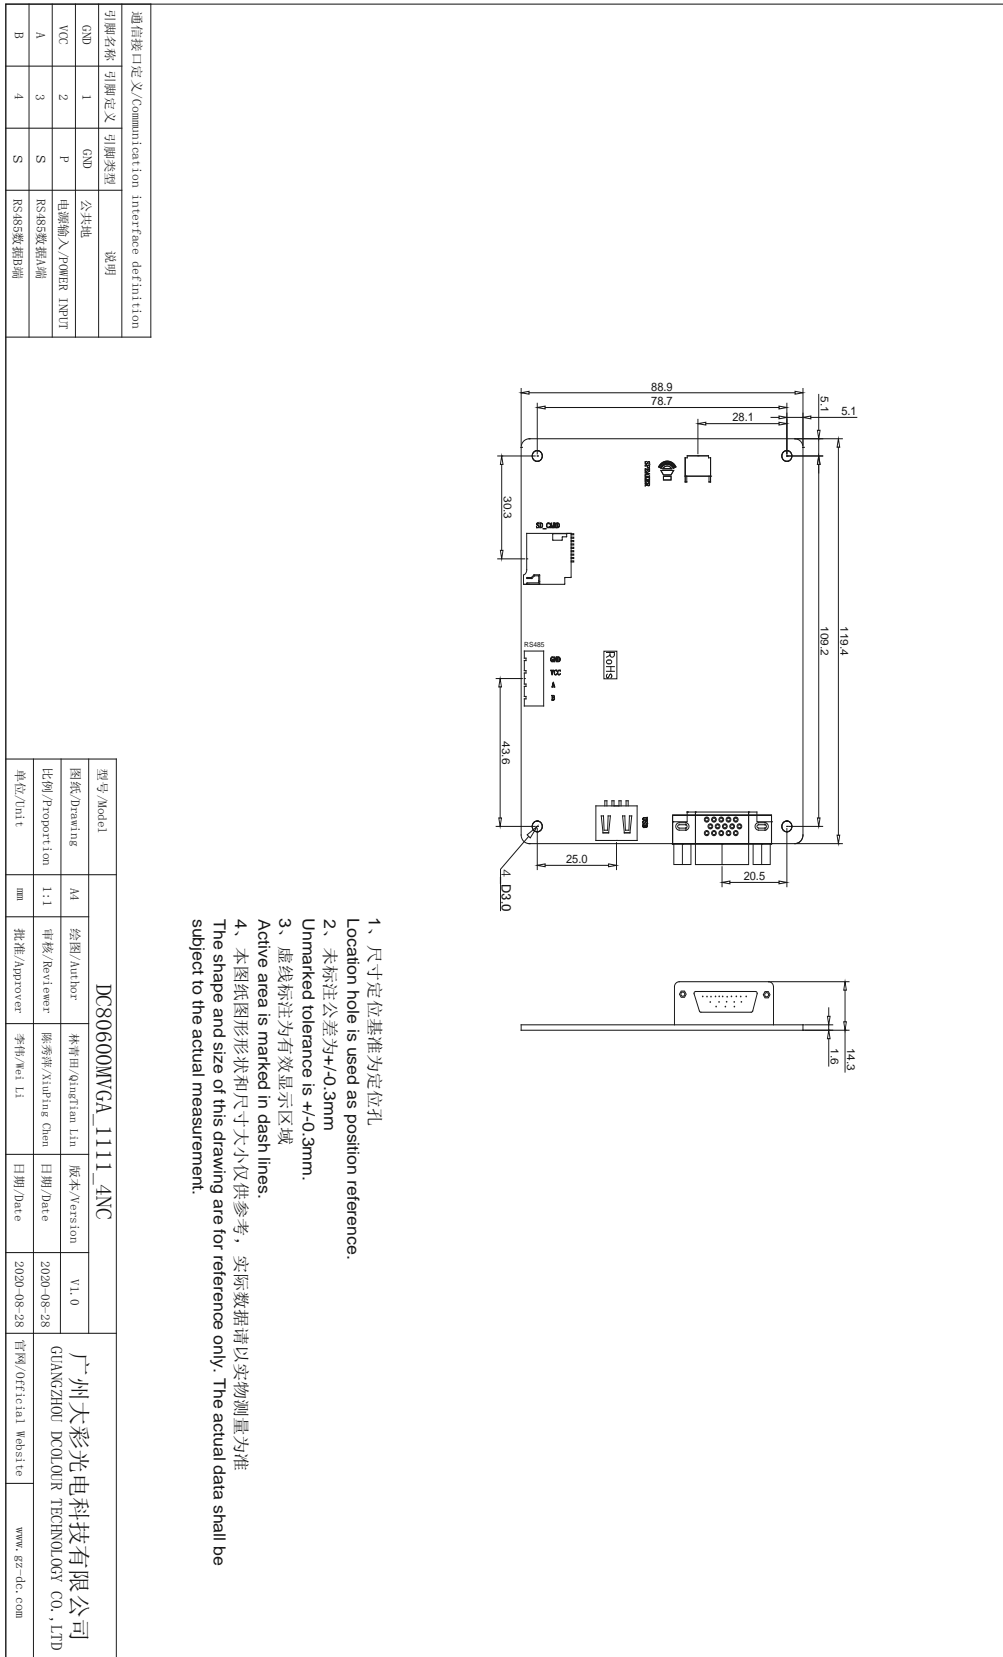 88.9
78.7
28.1
5.1
5.1
119.4
109.2
30.3
43.6
25.0
20.5
4_D3.0
14.3
1.6
SPEAKER
SD_CARD
RS485
GND
VCC
A
B
RoHs
USB
1、尺寸定位基准为定位孔
Location hole is used as position reference.
2、未标注公差为+/-0.3mm
Unmarked tolerance is +/-0.3mm.
3、虚线标注为有效显示区域
Active area is marked in dash lines.
4、本图纸图形形状和尺寸大小仅供参考，实际数据请以实物测量为准
The shape and size of this drawing are for reference only. The actual data shall be
subject to the actual measurement.
通信接口定义/Communication interface definition
引脚名称 引脚定义 引脚类型 说明
GND 1 GND 公共地
VCC 2 P 电源输入/POWER INPUT
A 3 S RS485数据A端
B 4 S RS485数据B端
型号/Model DC80600MVGA_1111_4NC
图纸/Drawing A4 绘图/Author 林青田/QingTian Lin 版本/Version V1.0
比例/Proportion 1:1 审核/Reviewer 陈秀萍/XiuPing Chen 日期/Date 2020-08-28
单位/Unit mm 批准/Approver 李伟/Wei Li 日期/Date 2020-08-28
广州大彩光电科技有限公司
GUANGZHOU DCOLOUR TECHNOLOGY CO.,LTD
官网/Official Website www.gz-dc.com